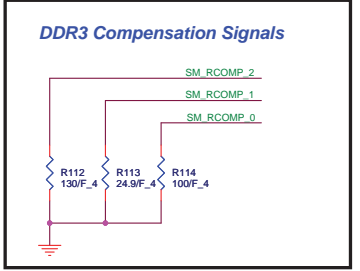 DDR3 Compensation Signals
SM_RCOMP_2
SM_RCOMP_1
SM_RCOMP_0
R112 R113 R114
130/F_4 24.9/F_4 100/F_4